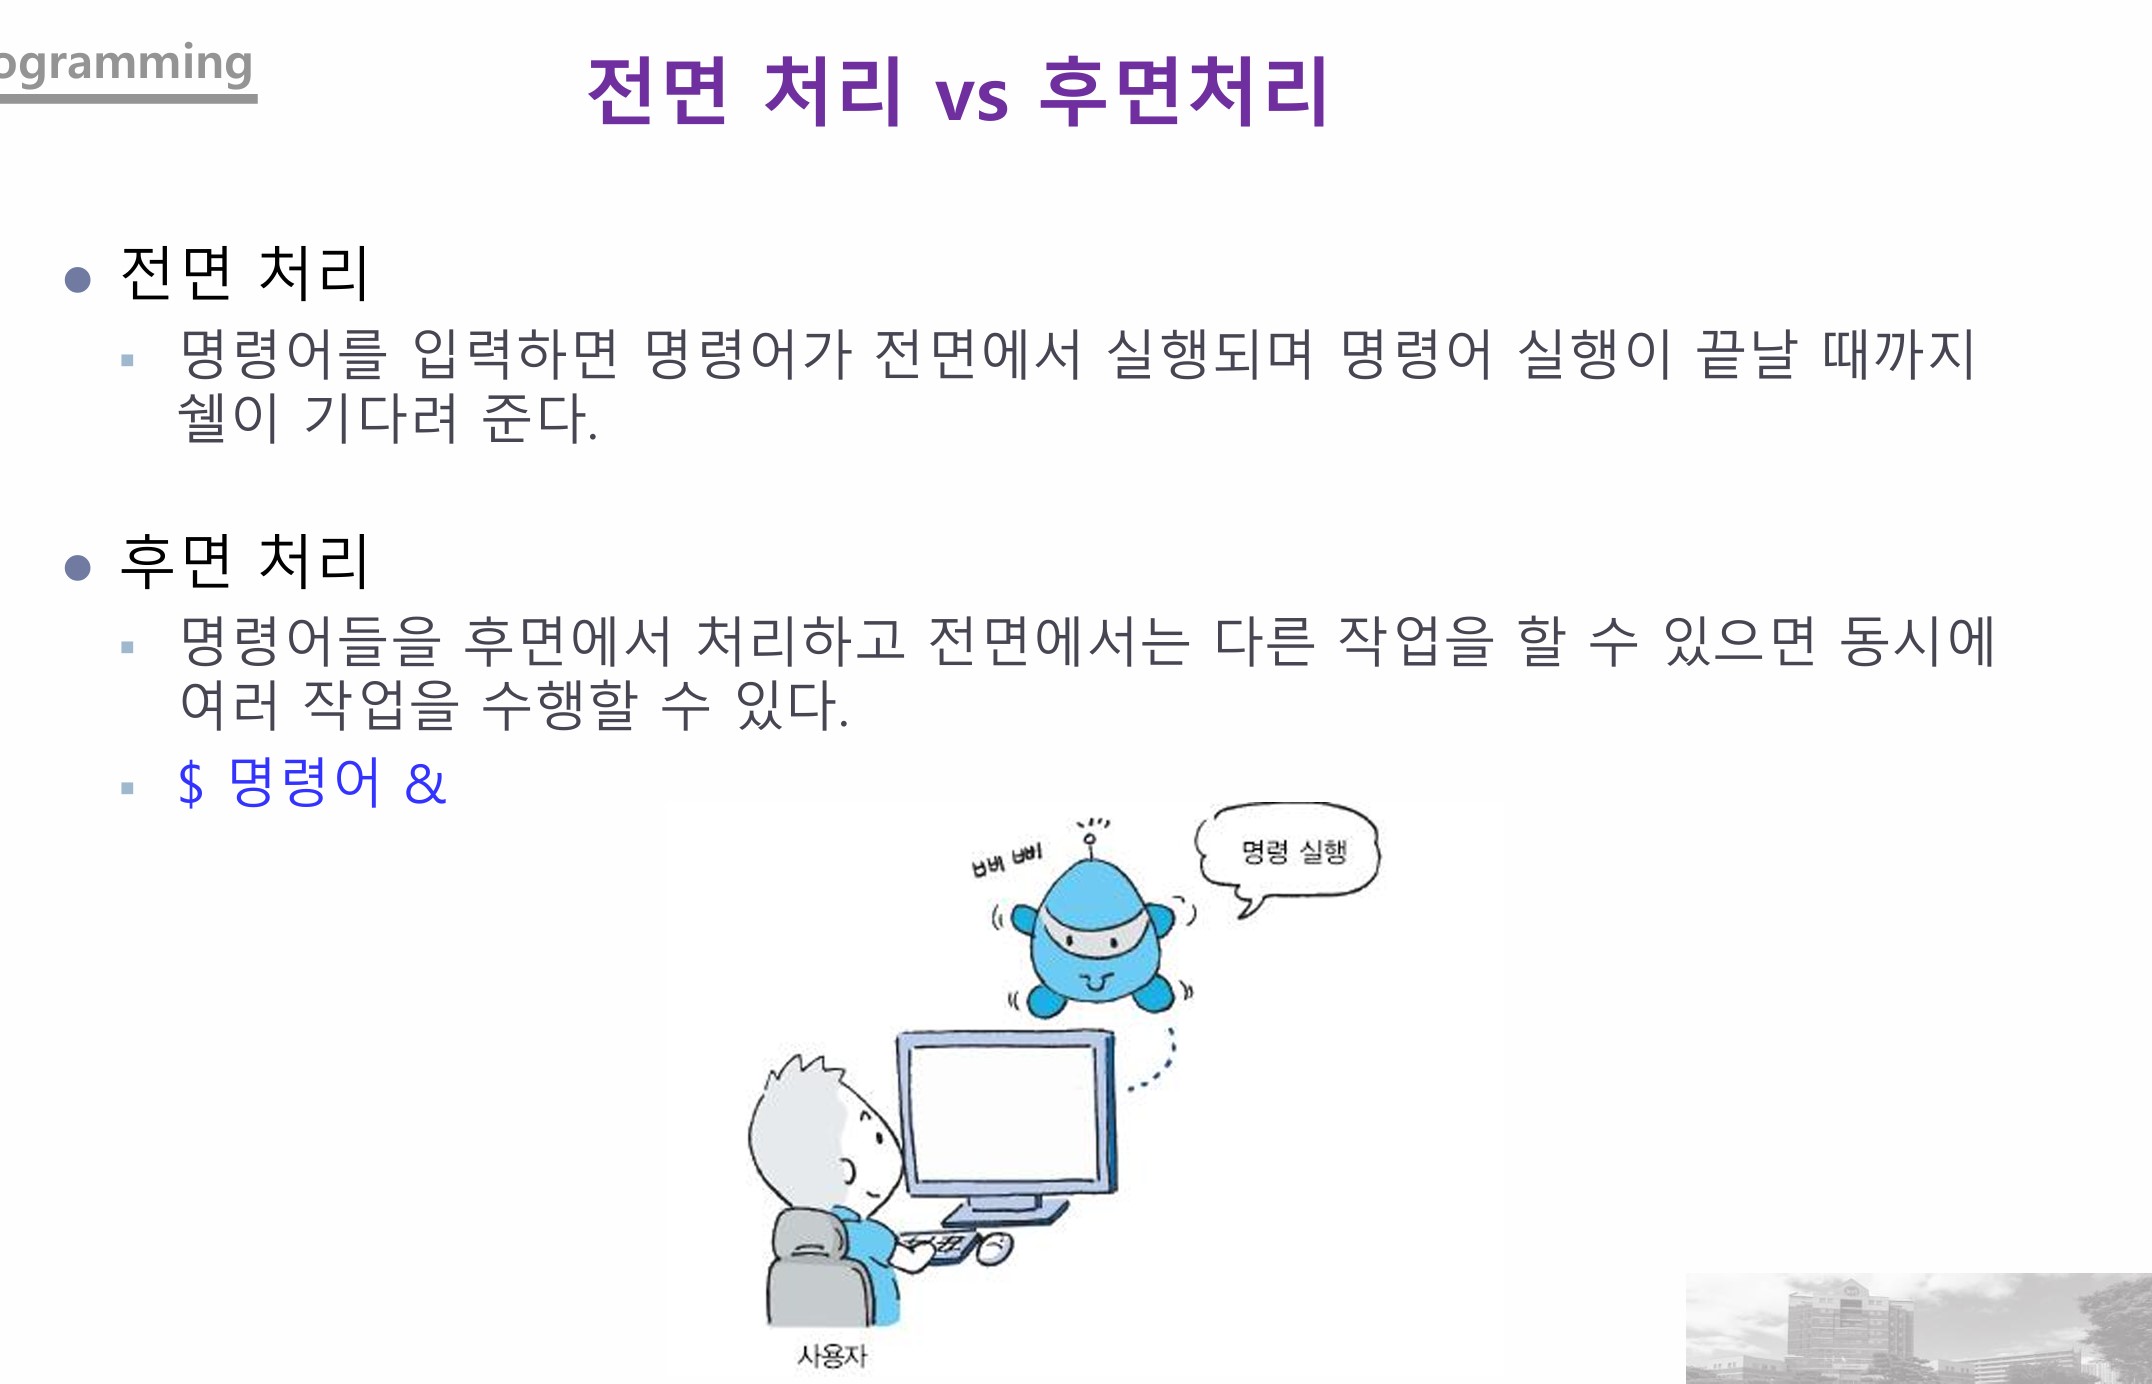 ogramming
전면 처리 vs 후면처리
전면 처리
명령어를 입력하면 명령어가 전면에서 실행되며 명령어 실행이 끝날 때까지
쉘이 기다려 준다.
후면 처리
명령어들을 후면에서 처리하고 전면에서는 다른 작업을 할 수 있으면 동시에
여러 작업을 수행할 수 있다.
$ 명령어 &
명령 실행
삐 삐
사용자